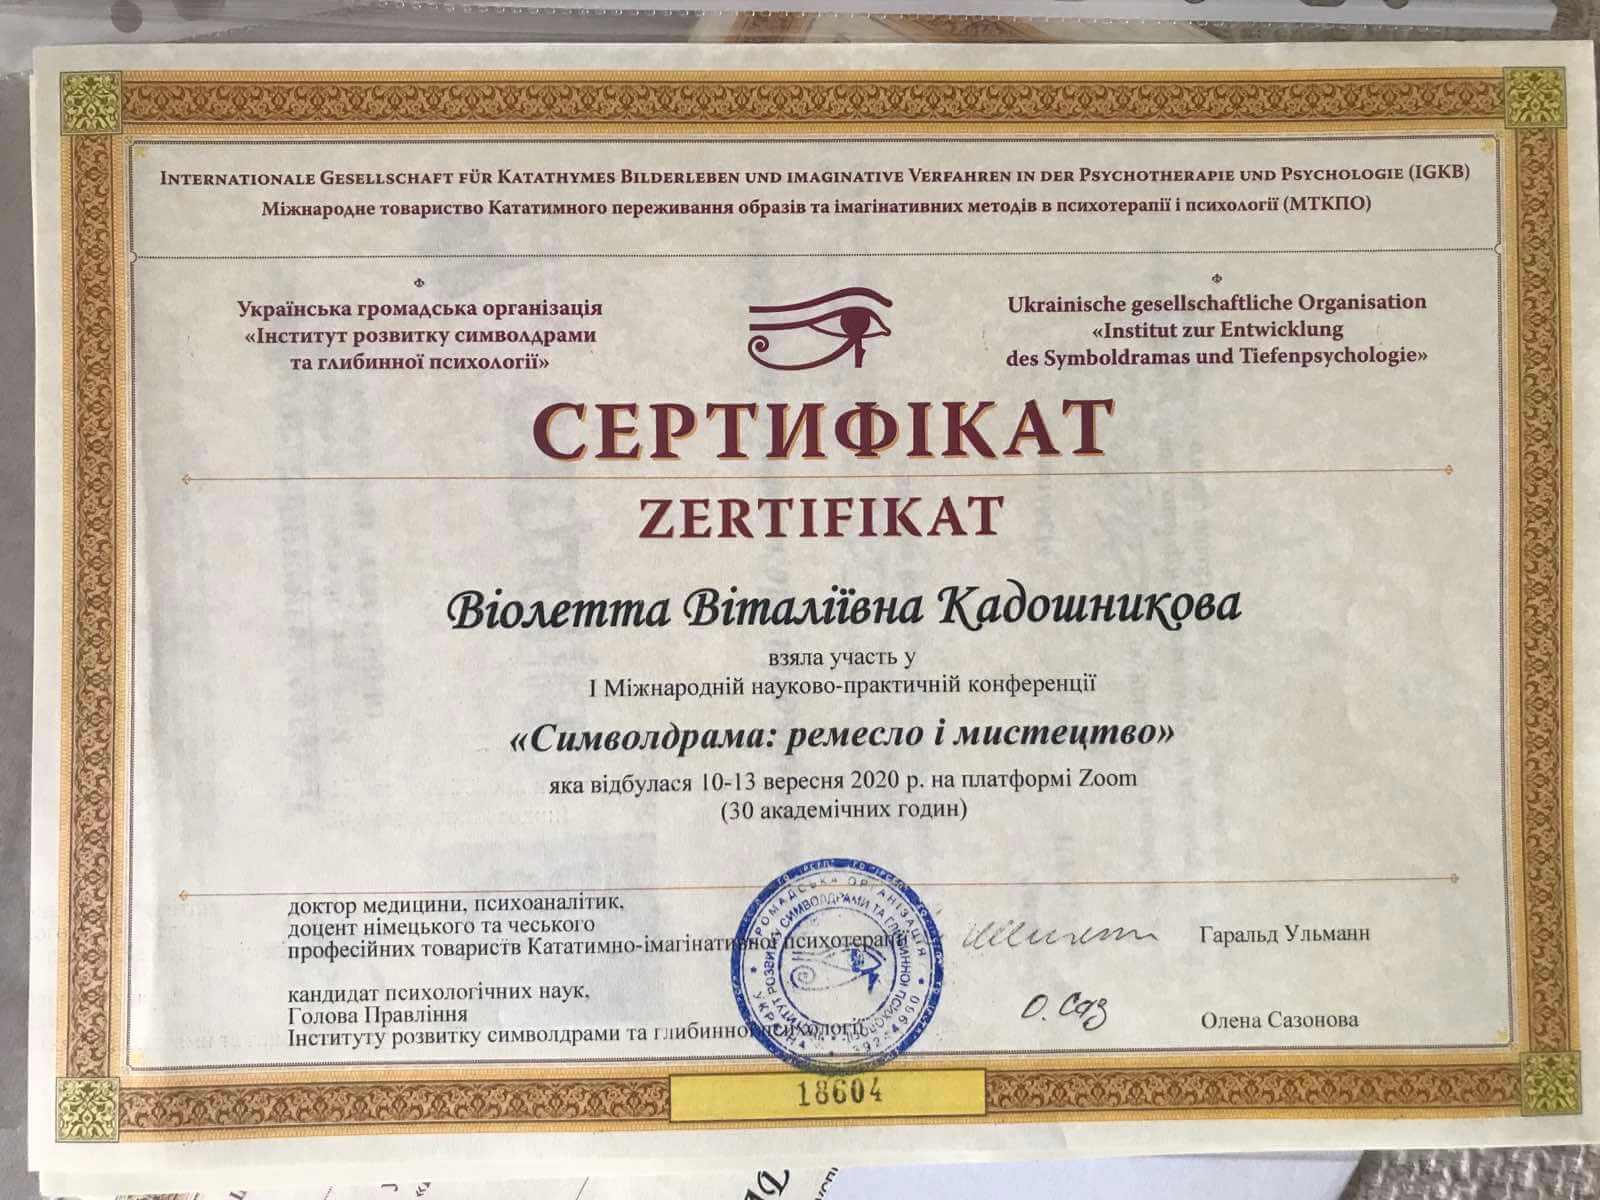 Internationale Gesellschaft für Katathymes Bilderleben und imaginative Verfahren in der Psychotherapie und Psychologie (IGKB)
Міжнародне товариство Кататимного переживання образів та імагінативних методів в психотерапії і психології (МТКПО)
Українська громадська організація
«Інститут розвитку символдрами
та глибинної психології»
Ukrainische gesellschaftliche Organisation
«Institut zur Entwicklung
des Symboldramas und Tiefenpsychologie»
СЕРТИФІКАТ
ZERTIFIKAT
Віолетта Віталіївна Кадошникова
взяла участь у
І Міжнародній науково-практичній конференції
«Символдрама: ремесло і мистецтво»
яка відбулася 10-13 вересня 2020 р. на платформі Zoom
(30 академічних годин)
доктор медицини, психоаналітик,
доцент німецького та чеського
професійних товариств Кататимно-імагінативної психотерапії
Гаральд Ульманн
кандидат психологічних наук,
Голова Правління
Інституту розвитку символдрами та глибинної психології
О. Саз
Олена Сазонова
ГРОМАДСЬКА ОРГАНІЗАЦІЯ
СИМВОЛДРАМИ ТА ГЛИБИННОЇ
18604